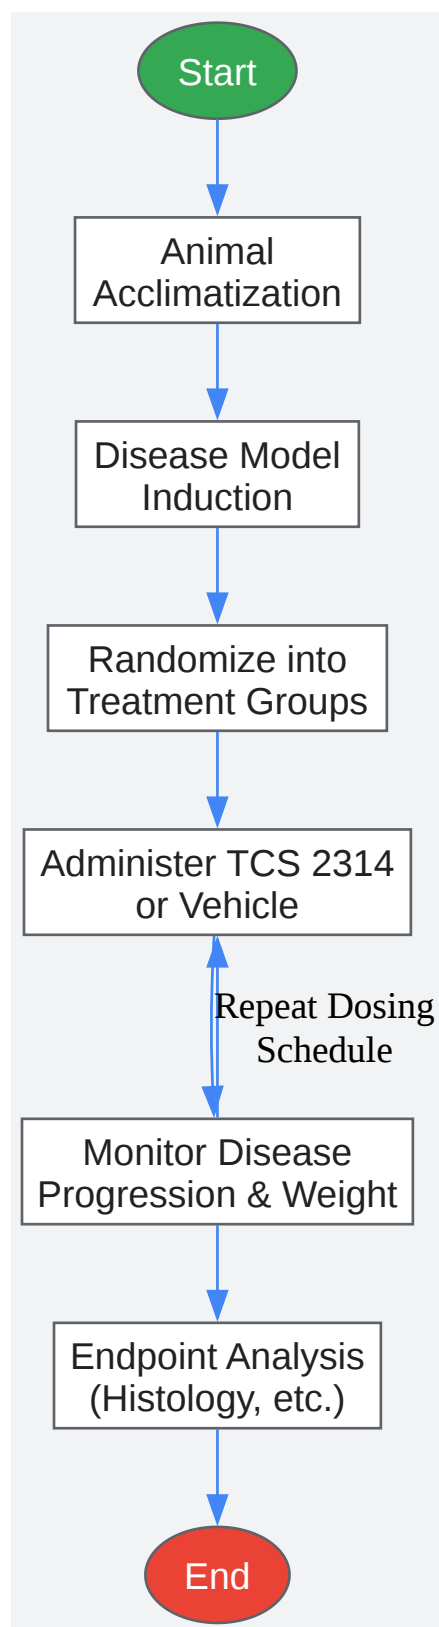 Start
Animal
Acclimatization
Disease Model
Induction
Randomize into
Treatment Groups
Administer TCS 2314
or Vehicle
Repeat Dosing
Schedule
Monitor Disease
Progression & Weight
Endpoint Analysis
(Histology, etc.)
End